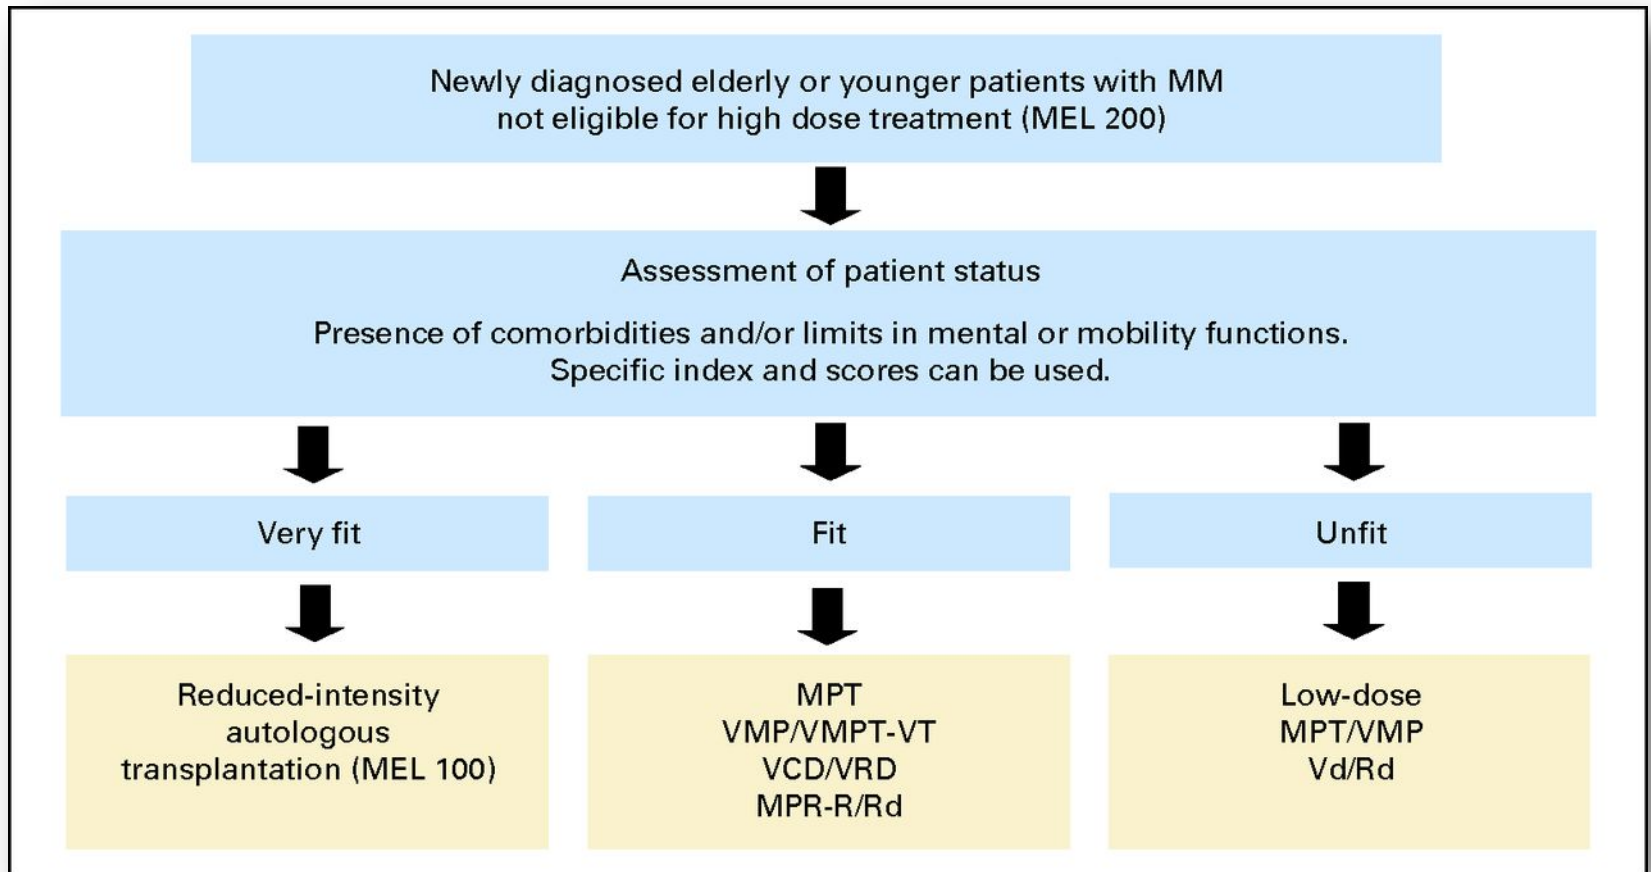 Newly diagnosed elderly or younger patients with MM
not eligible for high dose treatment (MEL 200)
Assessment of patient status
Presence of comorbidities and/or limits in mental or mobility functions.
Specific index and scores can be used.
Very fit
Fit
Unfit
Reduced-intensity
autologous
transplantation (MEL 100)
MPT
VMP/VMPT-VT
VCD/VRD
MPR-R/Rd
Low-dose
MPT/VMP
Vd/Rd